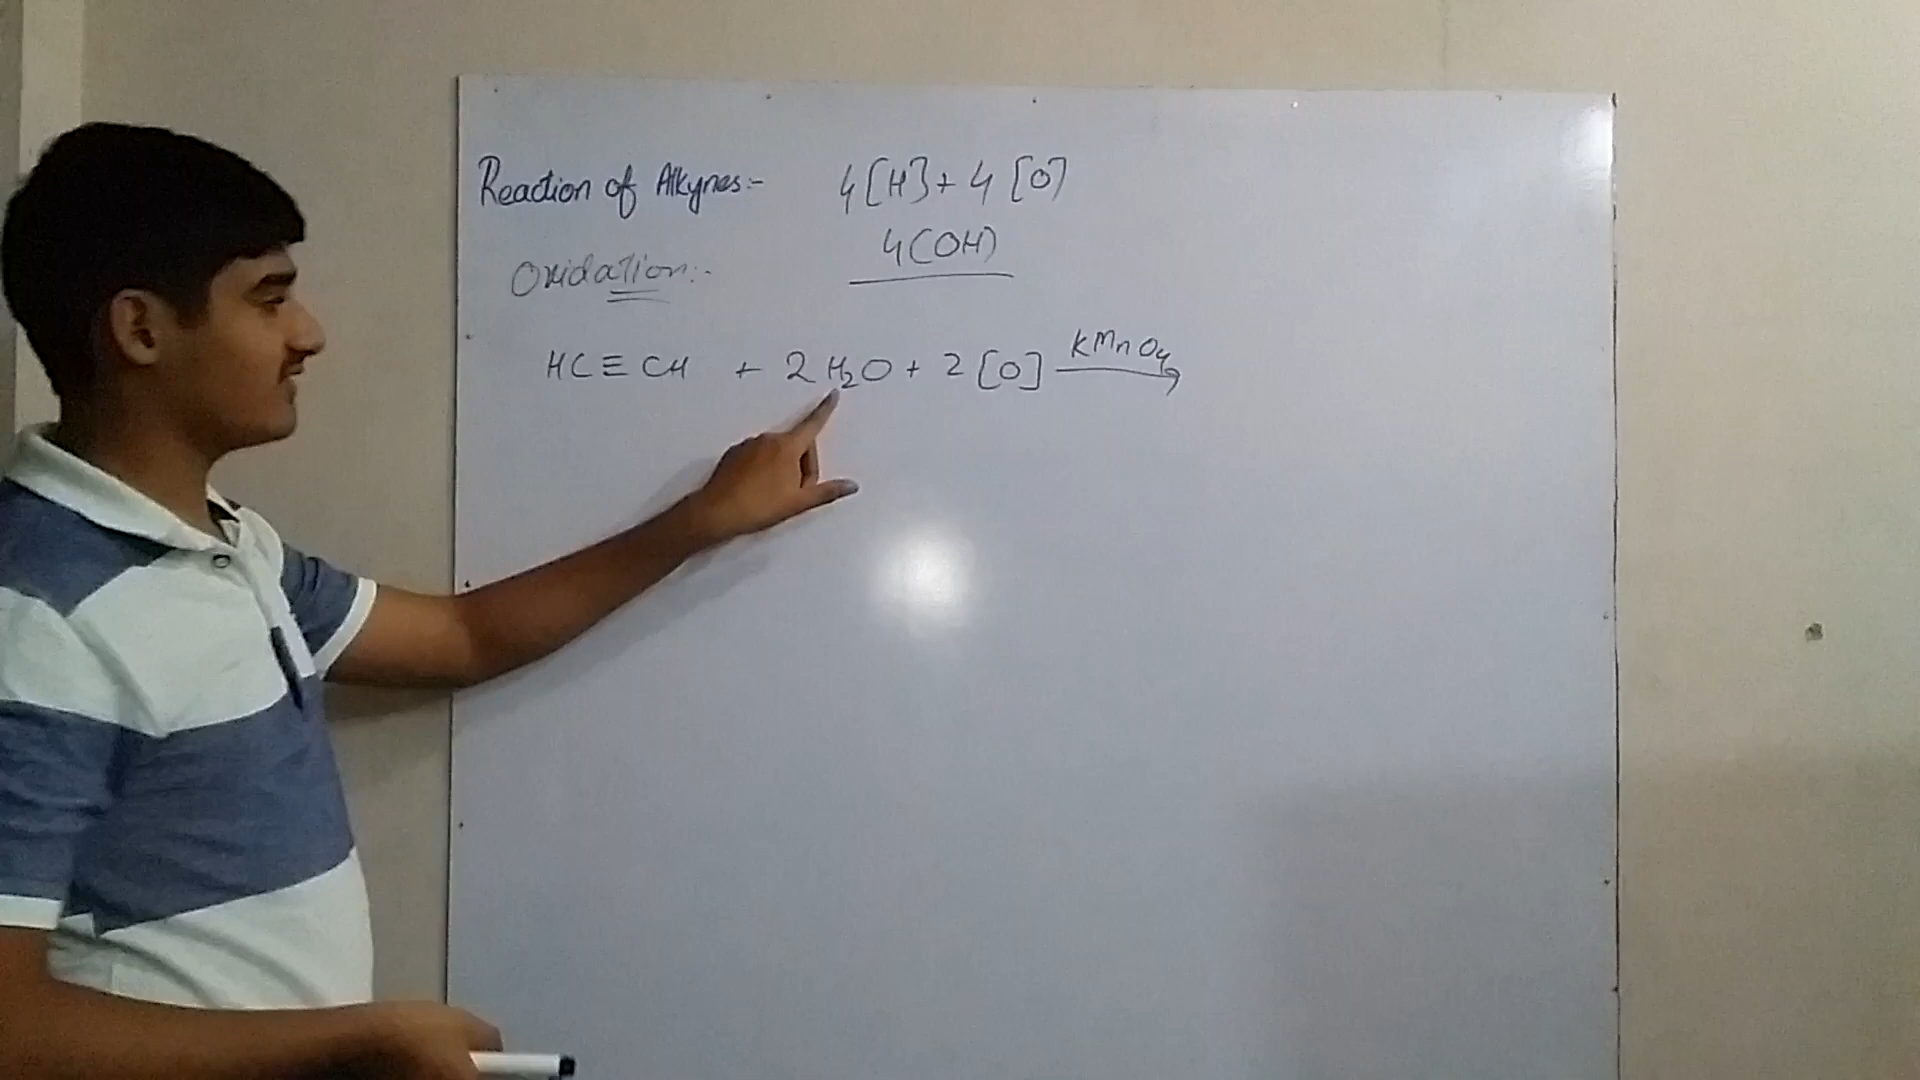 Reaction of Alkynes:-
4[H] + 4[O]
4(OH)
Oxidation:-
HC≡CH + 2H₂O + 2[O] KMnO₄→